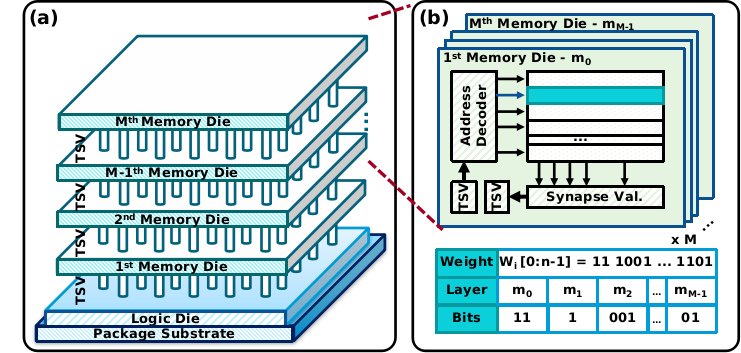 (a)
Mth Memory Die
TSV
M-1th Memory Die
TSV
2nd Memory Die
TSV
1st Memory Die
TSV
Logic Die
Package Substrate
...
(b)
Mth Memory Die - mM-1
1st Memory Die - m0
Address
Decoder
...
TSV
TSV
Synapse Val.
...
x M
Weight Wi [0:n-1] = 11 1001 ... 1101
Layer m0 m1 m2 ... mM-1
Bits 11 1 001 ... 01